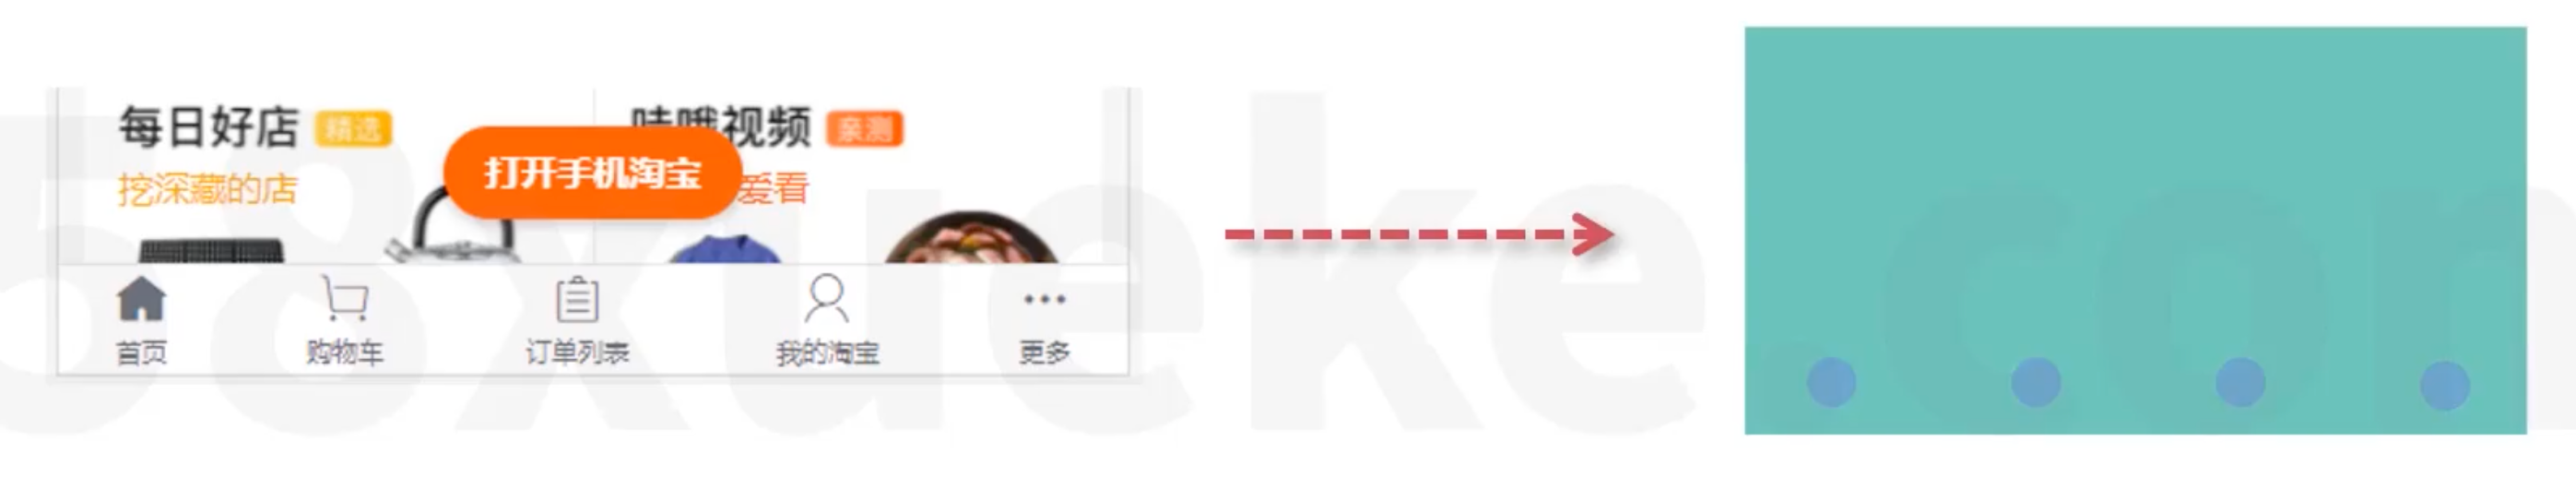 每日好店 精选
哇哦视频 亲测
挖深藏的店
爱看
打开手机淘宝
首页 购物车 订单列表 我的淘宝 更多
58xueke.com